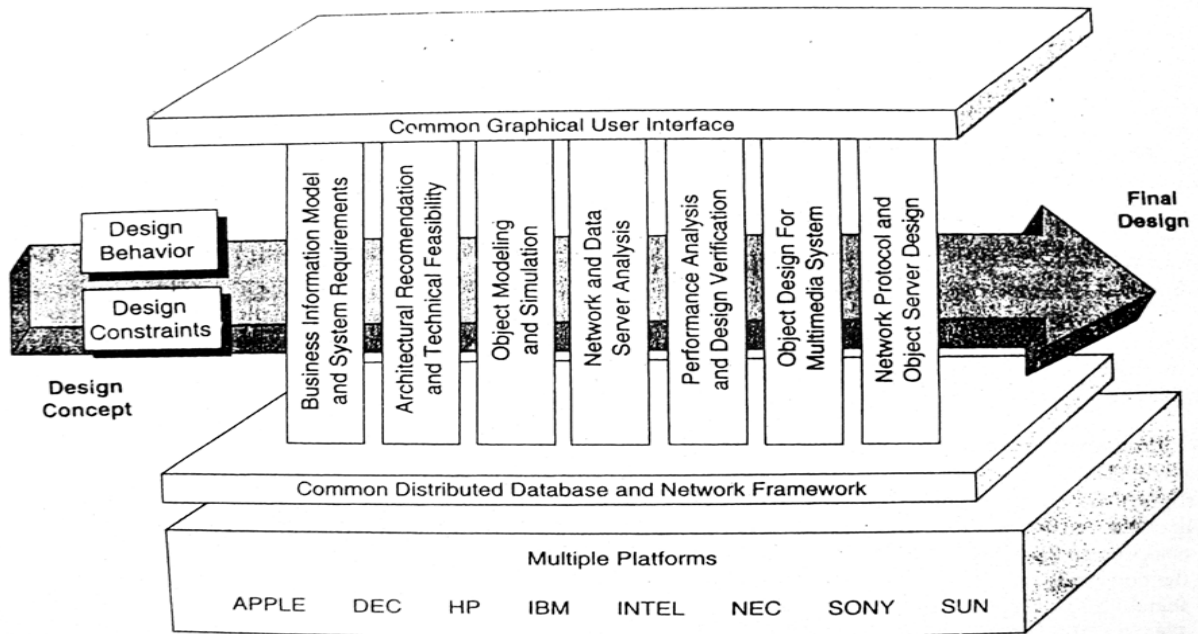 Common Graphical User Interface
Design
Behavior
Design
Constraints
Design
Concept
Business Information Model
and System Requirements
Architectural Recomendation
and Technical Feasibility
Object Modeling
and Simulation
Network and Data
Server Analysis
Performance Analysis
and Design Verification
Object Design For
Multimedia System
Network Protocol and
Object Server Design
Final
Design
Common Distributed Database and Network Framework
Multiple Platforms
APPLE DEC HP IBM INTEL NEC SONY SUN